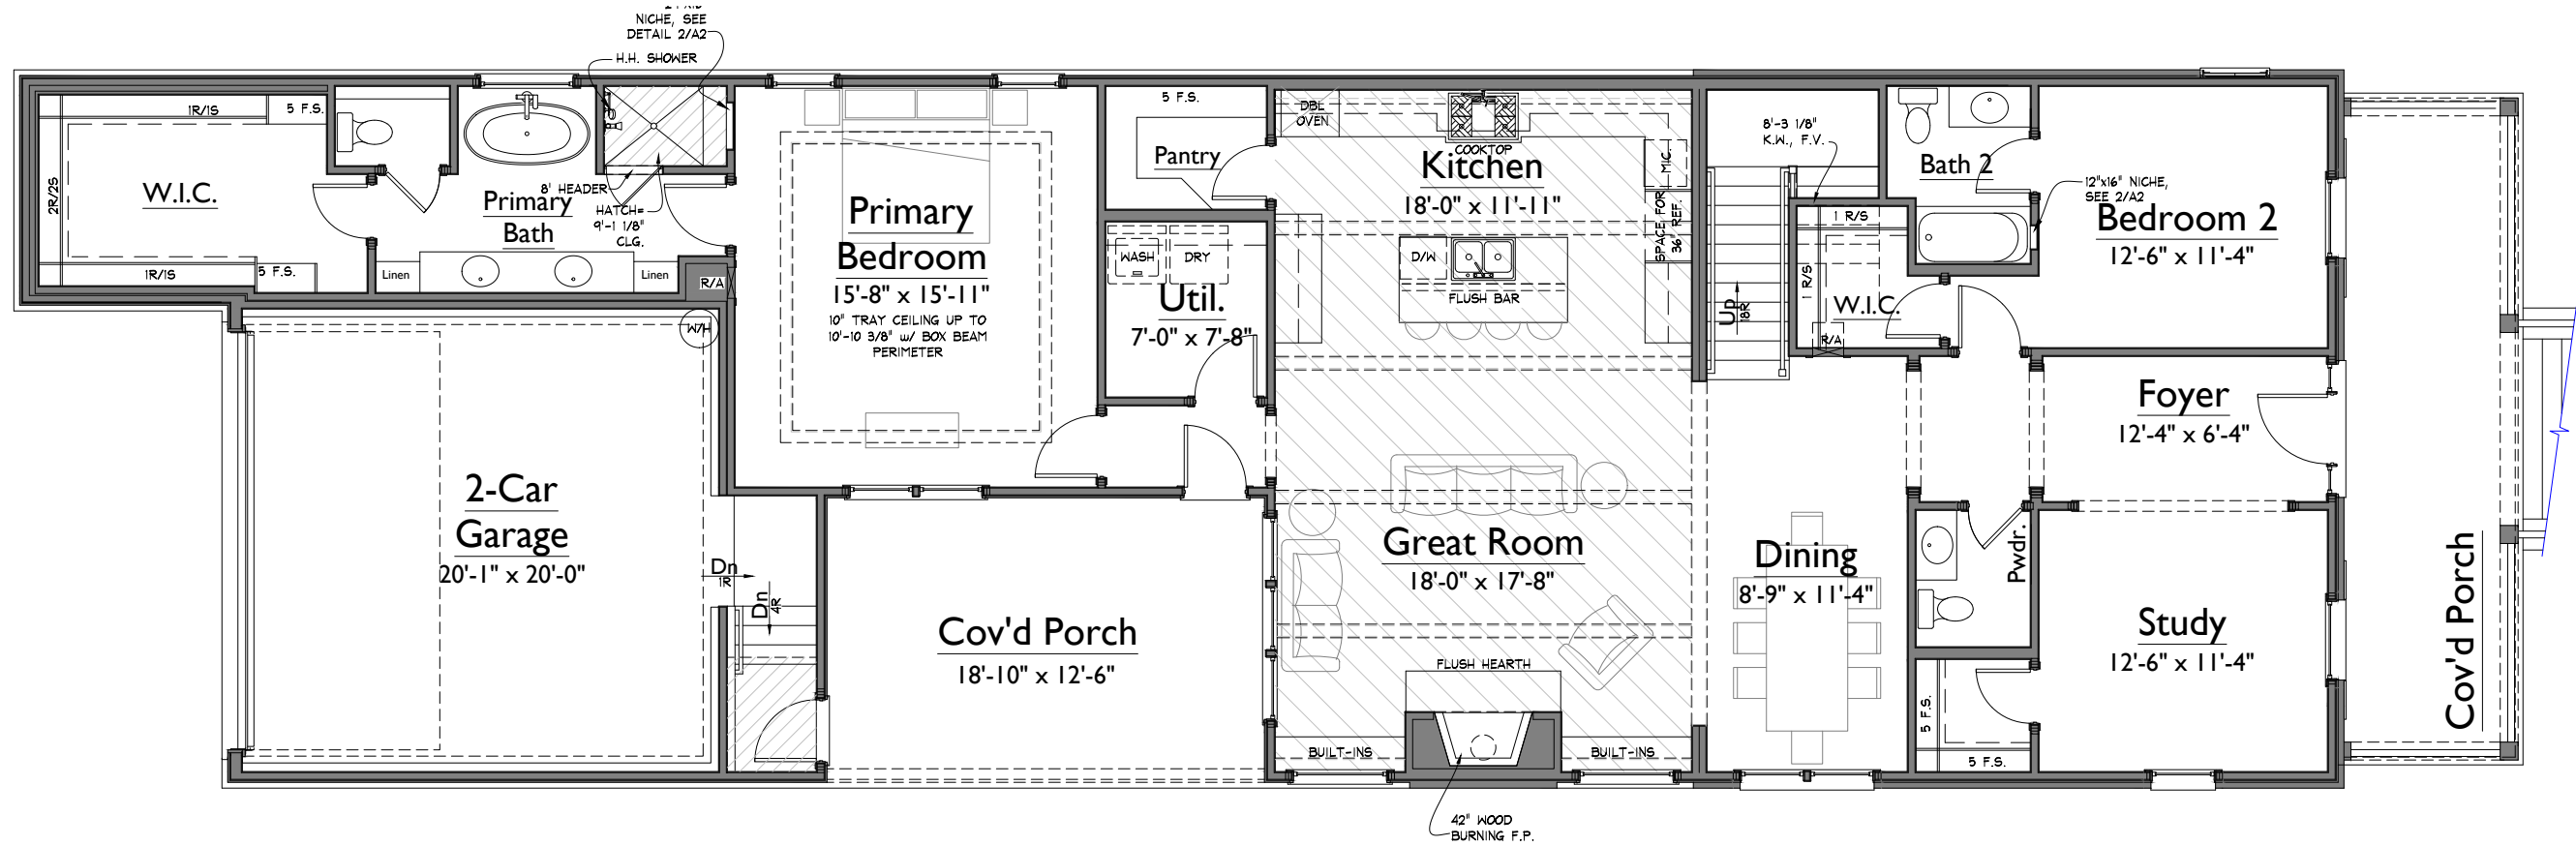 NICHE, SEE
DETAIL 2/A2
H.H. SHOWER
1R/1S
5 F.S.
2R/2S
W.I.C.
1R/1S
5 F.S.
Primary
Bath
8' HEADER
HATCH=
9'-1 1/8"
CLG.
Linen
Linen
R/A
W/H
Primary
Bedroom
15'-8" x 15'-11"
10" TRAY CEILING UP TO
10'-10 3/8" w/ BOX BEAM
PERIMETER
5 F.S.
Pantry
WASH
DRY
Util.
7'-0" x 7'-8"
DBL
OVEN
COOKTOP
Kitchen
18'-0" x 11'-11"
MIC.
SPACE FOR
36" REF.
D/W
FLUSH BAR
8'-3 1/8"
K.W., F.V.
Up
18R
1 R/S
1 R/S
W.I.C.
R/A
Bath 2
12"x16" NICHE,
SEE 2/A2
Bedroom 2
12'-6" x 11'-4"
Foyer
12'-4" x 6'-4"
2-Car
Garage
20'-1" x 20'-0"
Dn
1R
Dn
4R
Cov'd Porch
18'-10" x 12'-6"
Great Room
18'-0" x 17'-8"
FLUSH HEARTH
BUILT-INS
BUILT-INS
42" WOOD
BURNING F.P.
Dining
8'-9" x 11'-4"
Pwdr.
5 F.S.
5 F.S.
Study
12'-6" x 11'-4"
Cov'd Porch